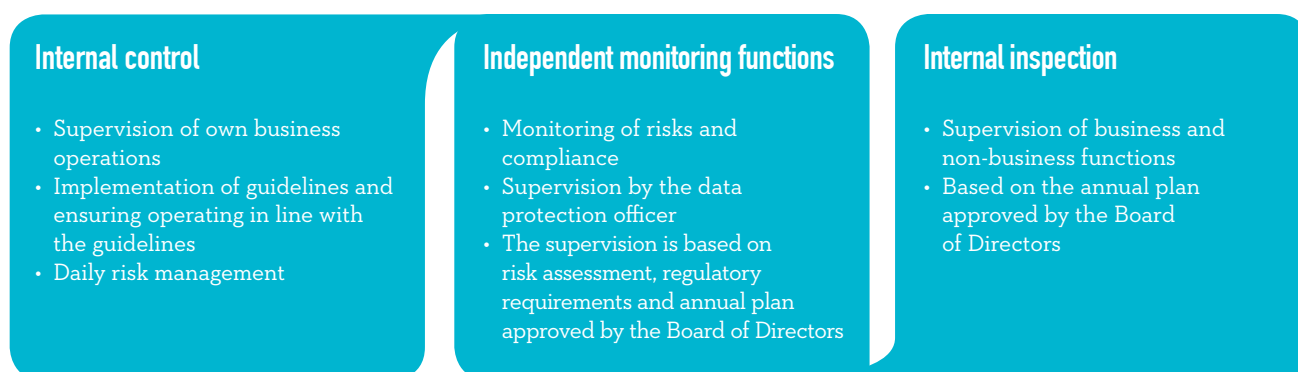 Internal control
• Supervision of own business
operations
• Implementation of guidelines and
ensuring operating in line with
the guidelines
• Daily risk management
Independent monitoring functions
• Monitoring of risks and
compliance
• Supervision by the data
protection officer
• The supervision is based on
risk assessment, regulatory
requirements and annual plan
approved by the Board of Directors
Internal inspection
• Supervision of business and
non-business functions
• Based on the annual plan
approved by the Board
of Directors